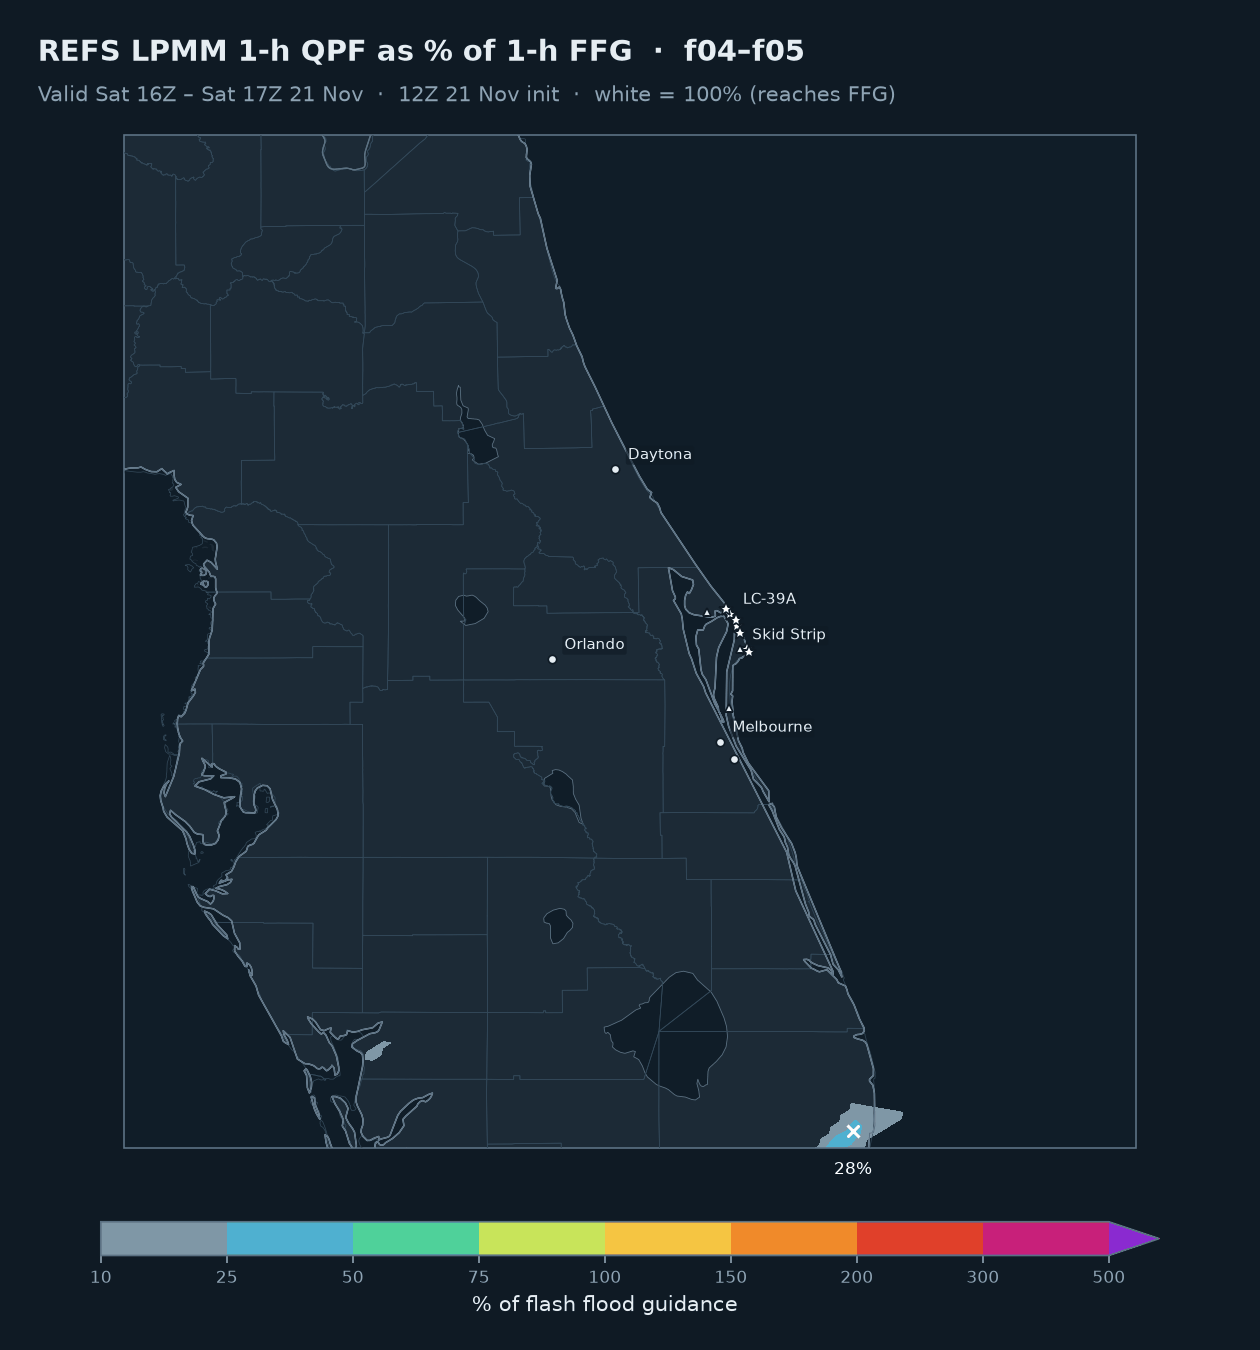 REFS LPMM 1-h QPF as % of 1-h FFG · f04–f05
Valid Sat 16Z – Sat 17Z 21 Nov · 12Z 21 Nov init · white = 100% (reaches FFG)
Daytona
LC-39A
Skid Strip
Orlando
Melbourne
28%
10 25 50 75 100 150 200 300 500
% of flash flood guidance